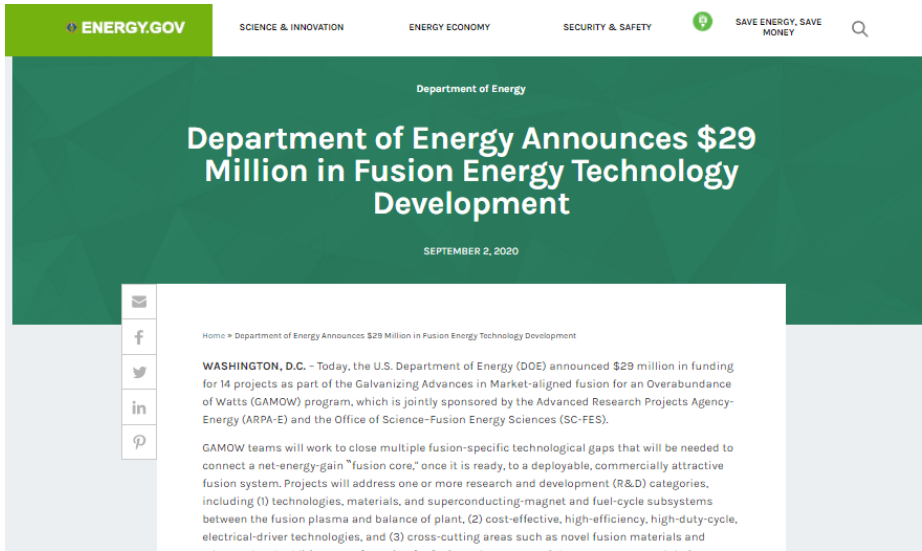 ENERGY.GOV
SCIENCE & INNOVATION
ENERGY ECONOMY
SECURITY & SAFETY
SAVE ENERGY, SAVE
MONEY
Department of Energy
Department of Energy Announces $29
Million in Fusion Energy Technology
Development
SEPTEMBER 2, 2020
Home » Department of Energy Announces $29 Million in Fusion Energy Technology Development
WASHINGTON, D.C. – Today, the U.S. Department of Energy (DOE) announced $29 million in funding
for 14 projects as part of the Galvanizing Advances in Market-aligned fusion for an Overabundance
of Watts (GAMOW) program, which is jointly sponsored by the Advanced Research Projects Agency-
Energy (ARPA-E) and the Office of Science–Fusion Energy Sciences (SC-FES).
GAMOW teams will work to close multiple fusion-specific technological gaps that will be needed to
connect a net-energy-gain "fusion core," once it is ready, to a deployable, commercially attractive
fusion system. Projects will address one or more research and development (R&D) categories,
including (1) technologies, materials, and superconducting-magnet and fuel-cycle subsystems
between the fusion plasma and balance of plant, (2) cost-effective, high-efficiency, high-duty-cycle,
electrical-driver technologies, and (3) cross-cutting areas such as novel fusion materials and